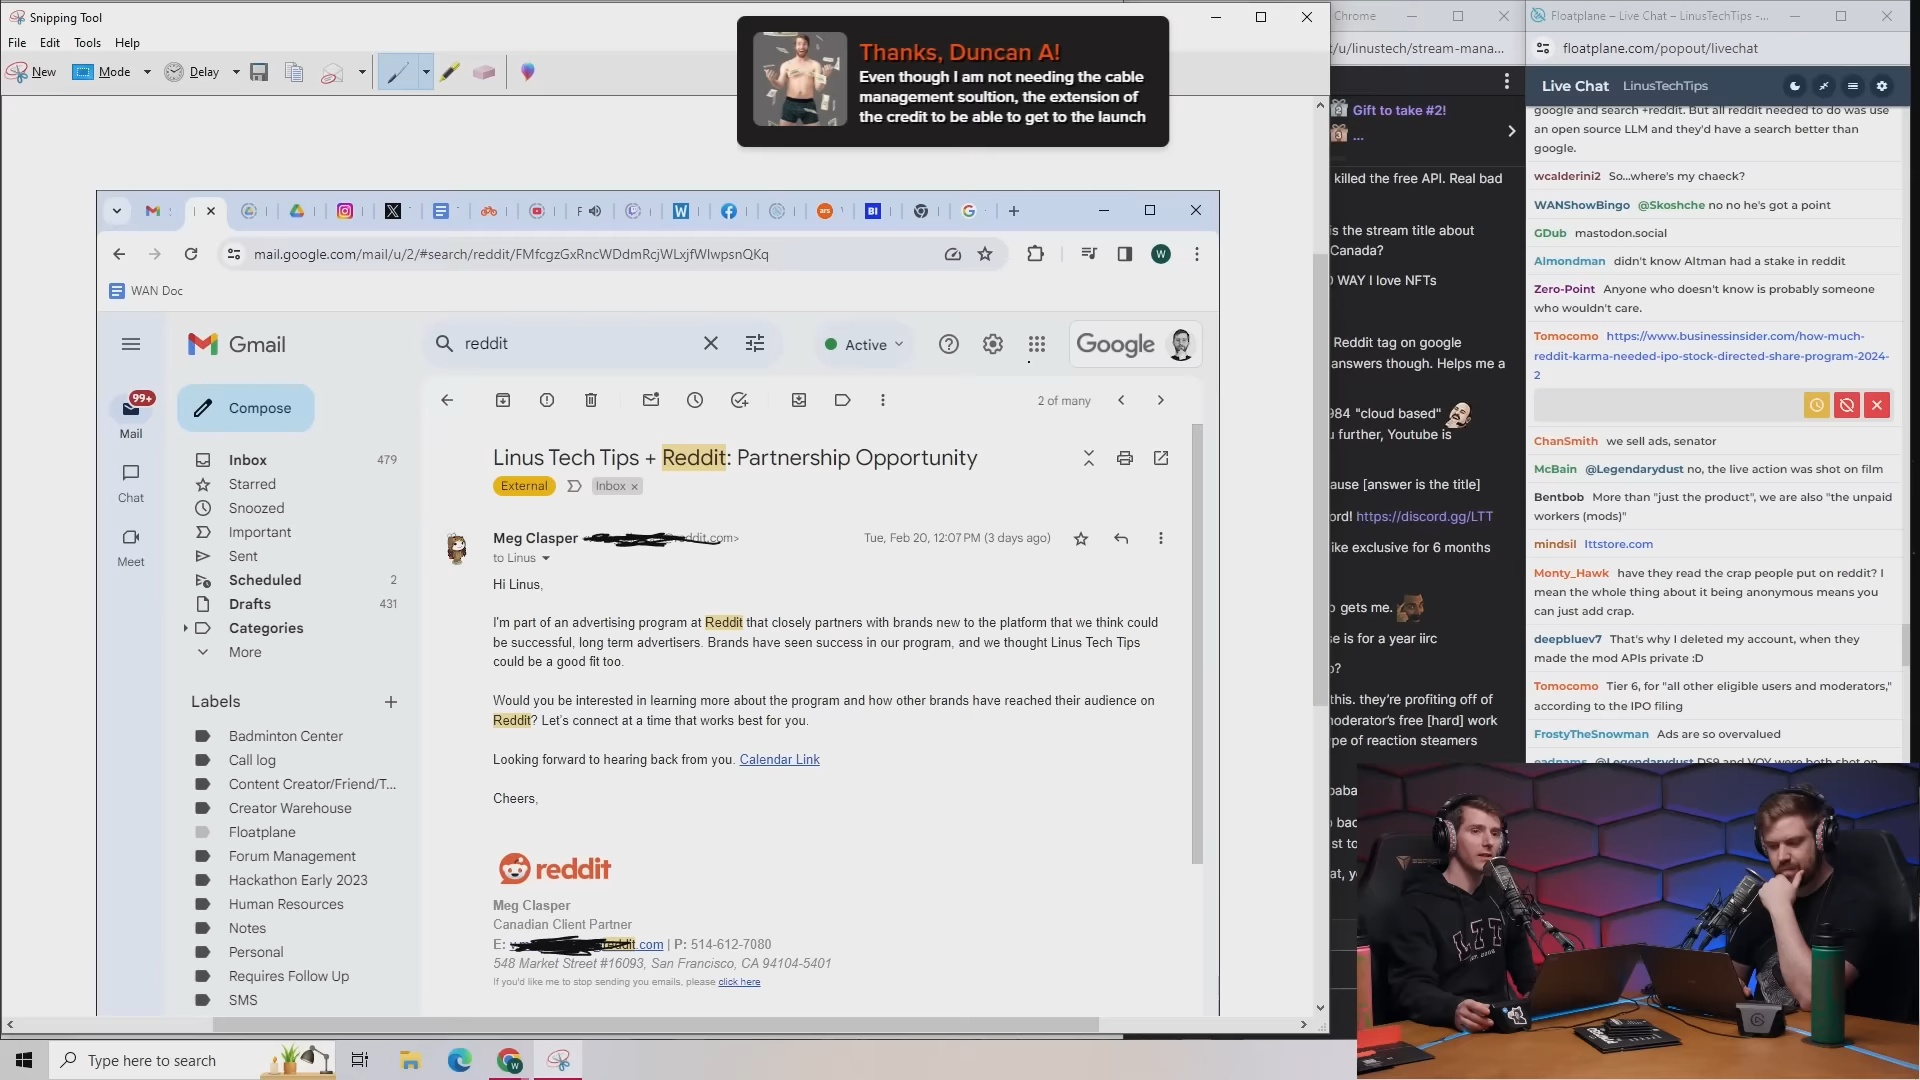 Snipping Tool
File Edit Tools Help
New Mode Delay
Thanks, Duncan A!
Even though I am not needing the cable
management soultion, the extension of
the credit to be able to get to the launch
mail.google.com/mail/u/2/#search/reddit/FMfcgzGxRncWDdmRcjWLxjfWlwpsnQKq
WAN Doc
Gmail
reddit
Active
Google
99+
Mail
Chat
Meet
Compose
Inbox 479
Starred
Snoozed
Important
Sent
Scheduled 2
Drafts 431
Categories
More
Labels
Badminton Center
Call log
Content Creator/Friend/T...
Creator Warehouse
Floatplane
Forum Management
Hackathon Early 2023
Human Resources
Notes
Personal
Requires Follow Up
SMS
2 of many
Linus Tech Tips + Reddit: Partnership Opportunity
External Inbox x
Meg Clasper
Tue, Feb 20, 12:07 PM (3 days ago)
to Linus
Hi Linus,
I'm part of an advertising program at Reddit that closely partners with brands new to the platform that we think could
be successful, long term advertisers. Brands have seen success in our program, and we thought Linus Tech Tips
could be a good fit too.
Would you be interested in learning more about the program and how other brands have reached their audience on
Reddit? Let's connect at a time that works best for you.
Looking forward to hearing back from you. Calendar Link
Cheers,
reddit
Meg Clasper
Canadian Client Partner
E: reddit.com | P: 514-612-7080
548 Market Street #16093, San Francisco, CA 94104-5401
If you'd like me to stop sending you emails, please click here
Type here to search
Chrome
/u/linustech/stream-mana...
Gift to take #2!
...
killed the free API. Real bad
is the stream title about
Canada?
WAY I love NFTs
Reddit tag on google
answers though. Helps me a
984 "cloud based"
further, Youtube is
ause [answer is the title]
ord! https://discord.gg/LTT
ike exclusive for 6 months
gets me.
e is for a year iirc
?
this. they're profiting off of
oderator's free [hard] work
pe of reaction steamers
Floatplane – Live Chat – LinusTechTips -...
floatplane.com/popout/livechat
Live Chat LinusTechTips
google and search +reddit. But all reddit needed to do was use
an open source LLM and they'd have a search better than
google.
wcalderini2 So...where's my chaeck?
WANShowBingo @Skoshche no no he's got a point
GDub mastodon.social
Almondman didn't know Altman had a stake in reddit
Zero-Point Anyone who doesn't know is probably someone
who wouldn't care.
Tomocomo https://www.businessinsider.com/how-much-
reddit-karma-needed-ipo-stock-directed-share-program-2024-
2
ChanSmith we sell ads, senator
McBain @Legendarydust no, the live action was shot on film
Bentbob More than "just the product", we are also "the unpaid
workers (mods)"
mindsil lttstore.com
Monty_Hawk have they read the crap people put on reddit? I
mean the whole thing about it being anonymous means you
can just add crap.
deepbluev7 That's why I deleted my account, when they
made the mod APIs private :D
Tomocomo Tier 6, for "all other eligible users and moderators,"
according to the IPO filing
FrostyTheSnowman Ads are so overvalued
LTT